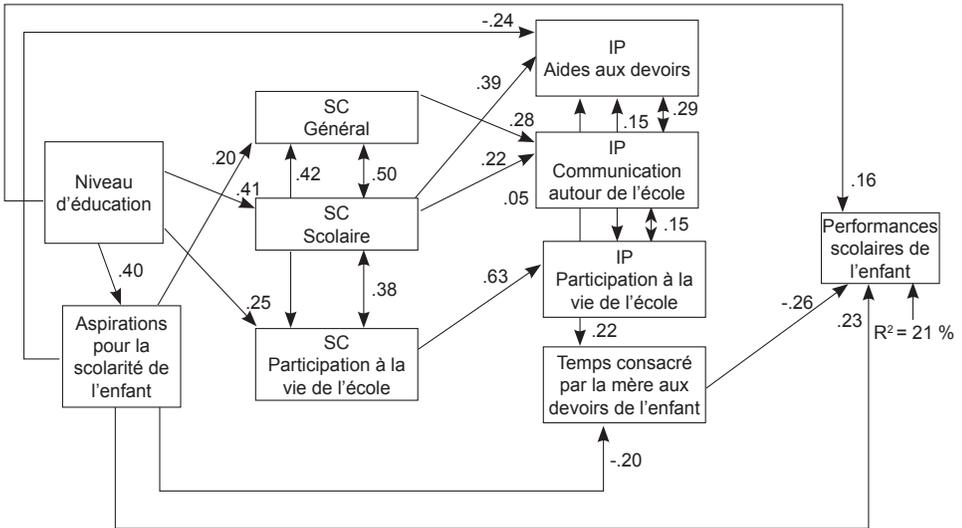 -.24
IP
Aides aux devoirs
.39
SC
Général
.28
.15
.29
.20
.42
.50
.22
IP
Communication
autour de l'école
Niveau
d'éducation
.41
.05
SC
Scolaire
.16
.15
Performances
scolaires de
l'enfant
.40
.25
.38
.63
IP
Participation à la
vie de l'école
-.26
.23
R² = 21 %
Aspirations
pour la
scolarité de
l'enfant
SC
Participation à la
vie de l'école
.22
Temps consacré
par la mère aux
devoirs de l'enfant
-.20